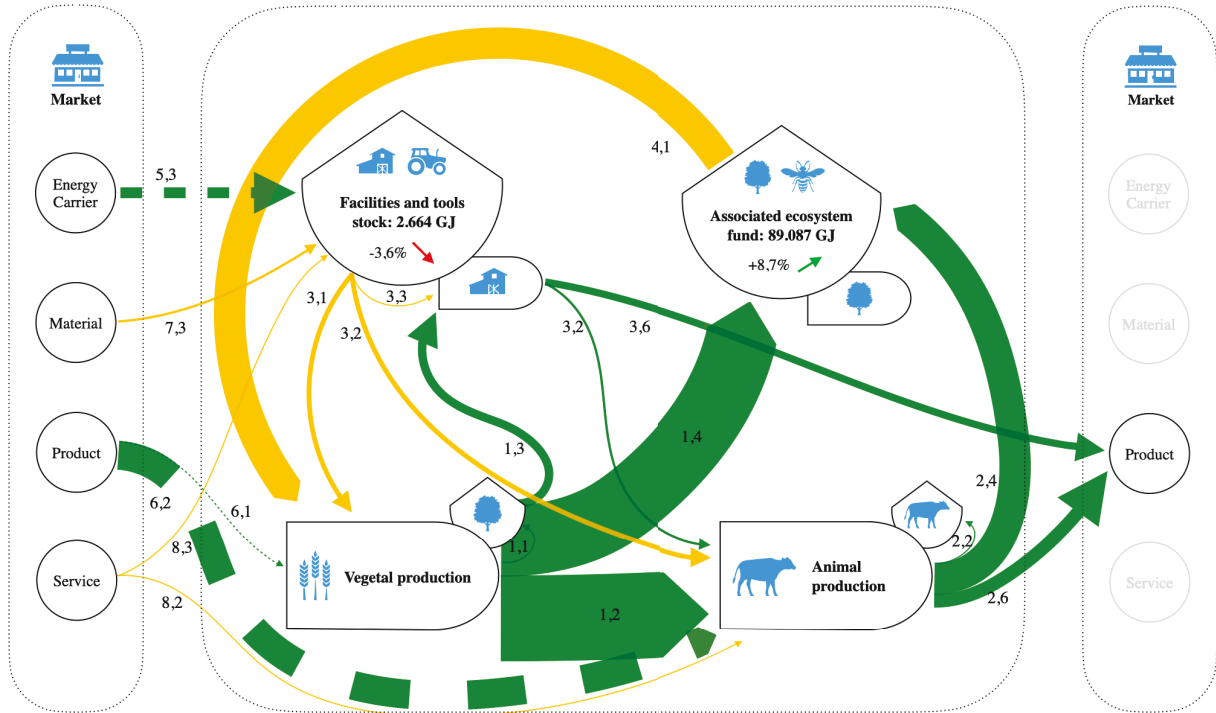 Market
Market
Energy
Carrier
5,3
4,1
Energy
Carrier
Facilities and tools
stock: 2.664 GJ
-3,6%
Associated ecosystem
fund: 89.087 GJ
+8,7%
Material
7,3
3,1
3,3
3,2
3,2
3,6
Material
1,3
1,4
2,4
Product
Product
6,2
6,1
8,3
1,1
2,2
Service
8,2
Vegetal production
1,2
Animal
production
2,6
Service